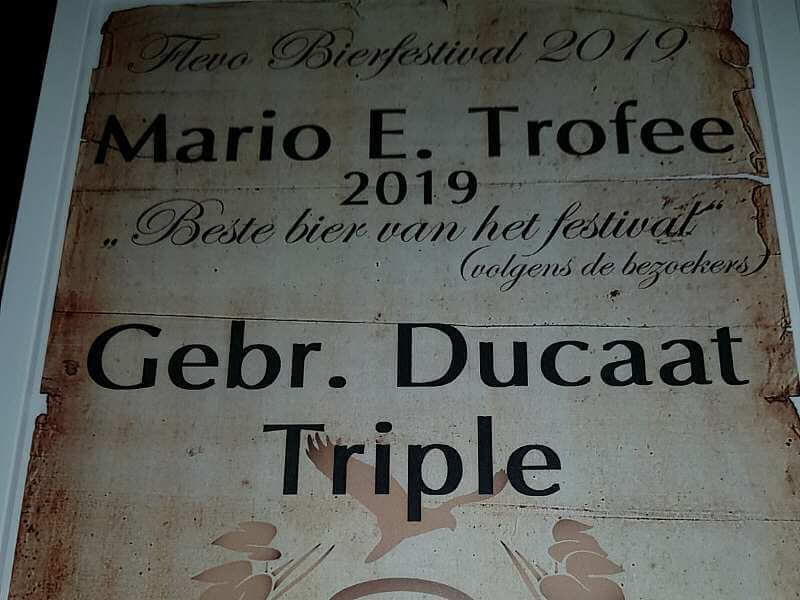 Flevo Bierfestival 2019
Mario E. Trofee
2019
„Beste bier van het festival“
(volgens de bezoekers)
Gebr. Ducaat
Triple